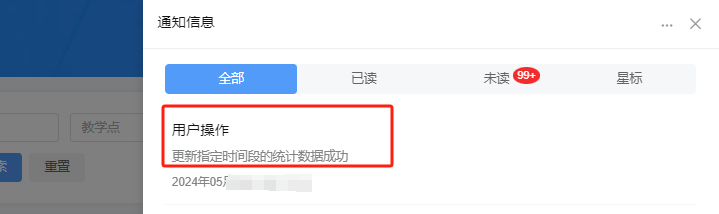 通知信息
全部
已读
未读
99+
星标
教学点
用户操作
更新指定时间段的统计数据成功
索
重置
2024年05